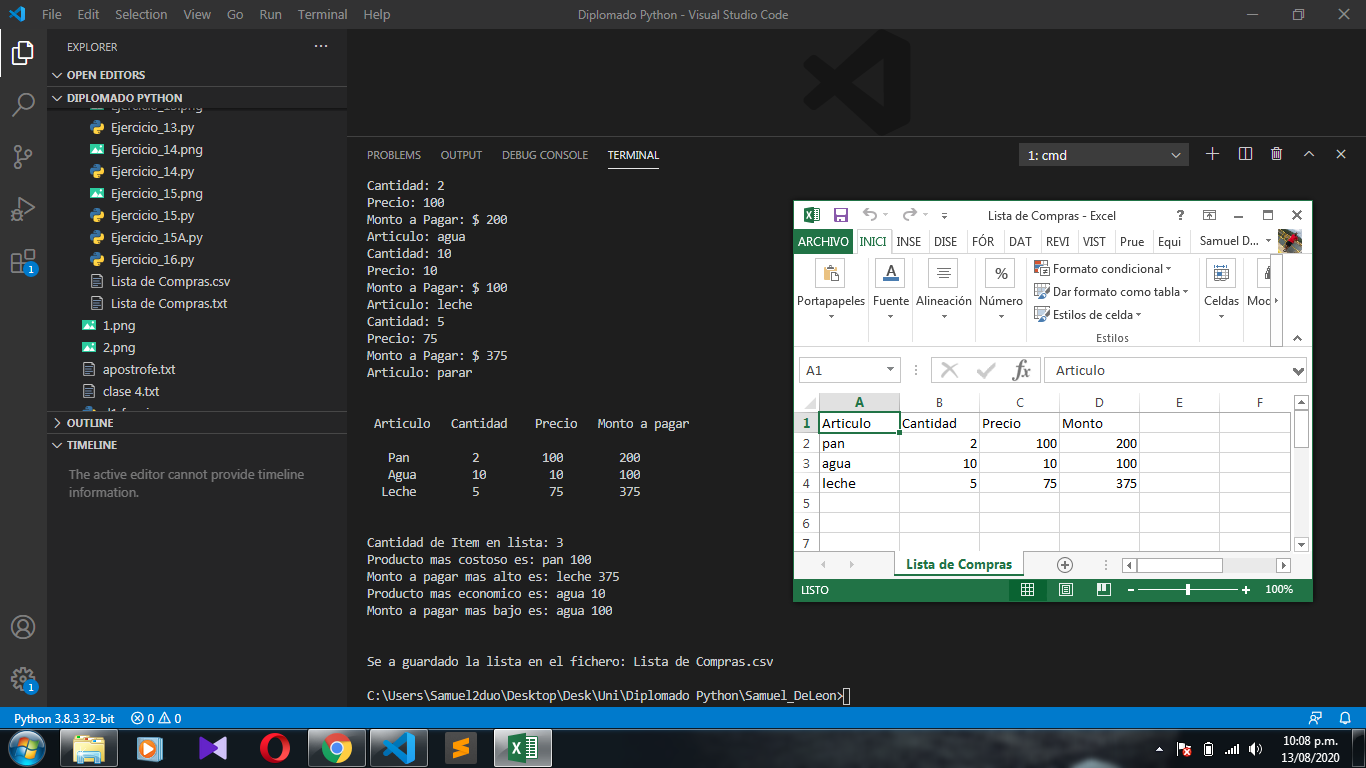 File Edit Selection View Go Run Terminal Help Diplomado Python - Visual Studio Code
EXPLORER
OPEN EDITORS
DIPLOMADO PYTHON
Ejercicio_13.png
Ejercicio_13.py
Ejercicio_14.png
Ejercicio_14.py
Ejercicio_15.png
Ejercicio_15.py
Ejercicio_15A.py
Ejercicio_16.py
Lista de Compras.csv
Lista de Compras.txt
1.png
2.png
apostrofe.txt
clase 4.txt
OUTLINE
TIMELINE
The active editor cannot provide timeline
information.
1
1
PROBLEMS OUTPUT DEBUG CONSOLE TERMINAL 1: cmd
Cantidad: 2
Precio: 100
Monto a Pagar: $ 200
Articulo: agua
Cantidad: 10
Precio: 10
Monto a Pagar: $ 100
Articulo: leche
Cantidad: 5
Precio: 75
Monto a Pagar: $ 375
Articulo: parar
Articulo Cantidad Precio Monto a pagar
Pan 2 100 200
Agua 10 10 100
Leche 5 75 375
Cantidad de Item en lista: 3
Producto mas costoso es: pan 100
Monto a pagar mas alto es: leche 375
Producto mas economico es: agua 10
Monto a pagar mas bajo es: agua 100
Se a guardado la lista en el fichero: Lista de Compras.csv
C:\Users\Samuel2duo\Desktop\Desk\Uni\Diplomado Python\Samuel_DeLeon>
Lista de Compras - Excel ?
ARCHIVO INICI INSE DISE FÓR DAT REVI VIST Prue Equi Samuel D...
Portapapeles Fuente Alineación Número
Formato condicional
Dar formato como tabla
Estilos de celda
Estilos
Celdas
A1 fx Articulo
A B C D E F
1 Articulo Cantidad Precio Monto
2 pan 2 100 200
3 agua 10 10 100
4 leche 5 75 375
5
6
7
Lista de Compras
LISTO 100%
Python 3.8.3 32-bit 0 0
10:08 p.m.
13/08/2020